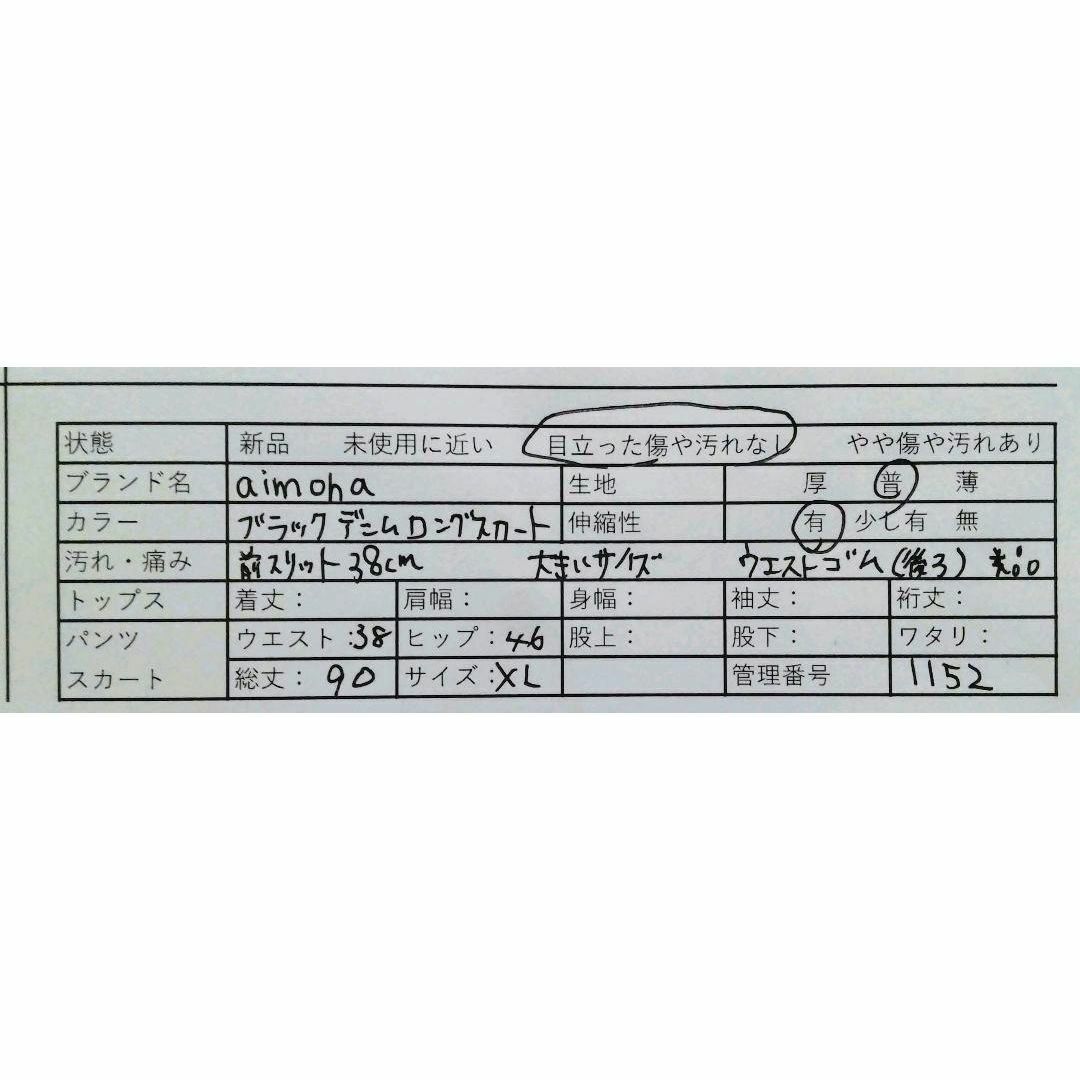 状態 新品 未使用に近い 目立った傷や汚れなし やや傷や汚れあり
ブランド名 aimoha 生地 厚 普 薄
カラー ブラックデニムロングスカート 伸縮性 有 少し有 無
汚れ・痛み 前スリット38cm 大きいサイズ ウエストゴム(後ろ)
トップス 着丈： 肩幅： 身幅： 袖丈： 裄丈：
パンツ ウエスト：38 ヒップ：46 股上： 股下： ワタリ：
スカート 総丈： 90 サイズ：XL 管理番号 1152